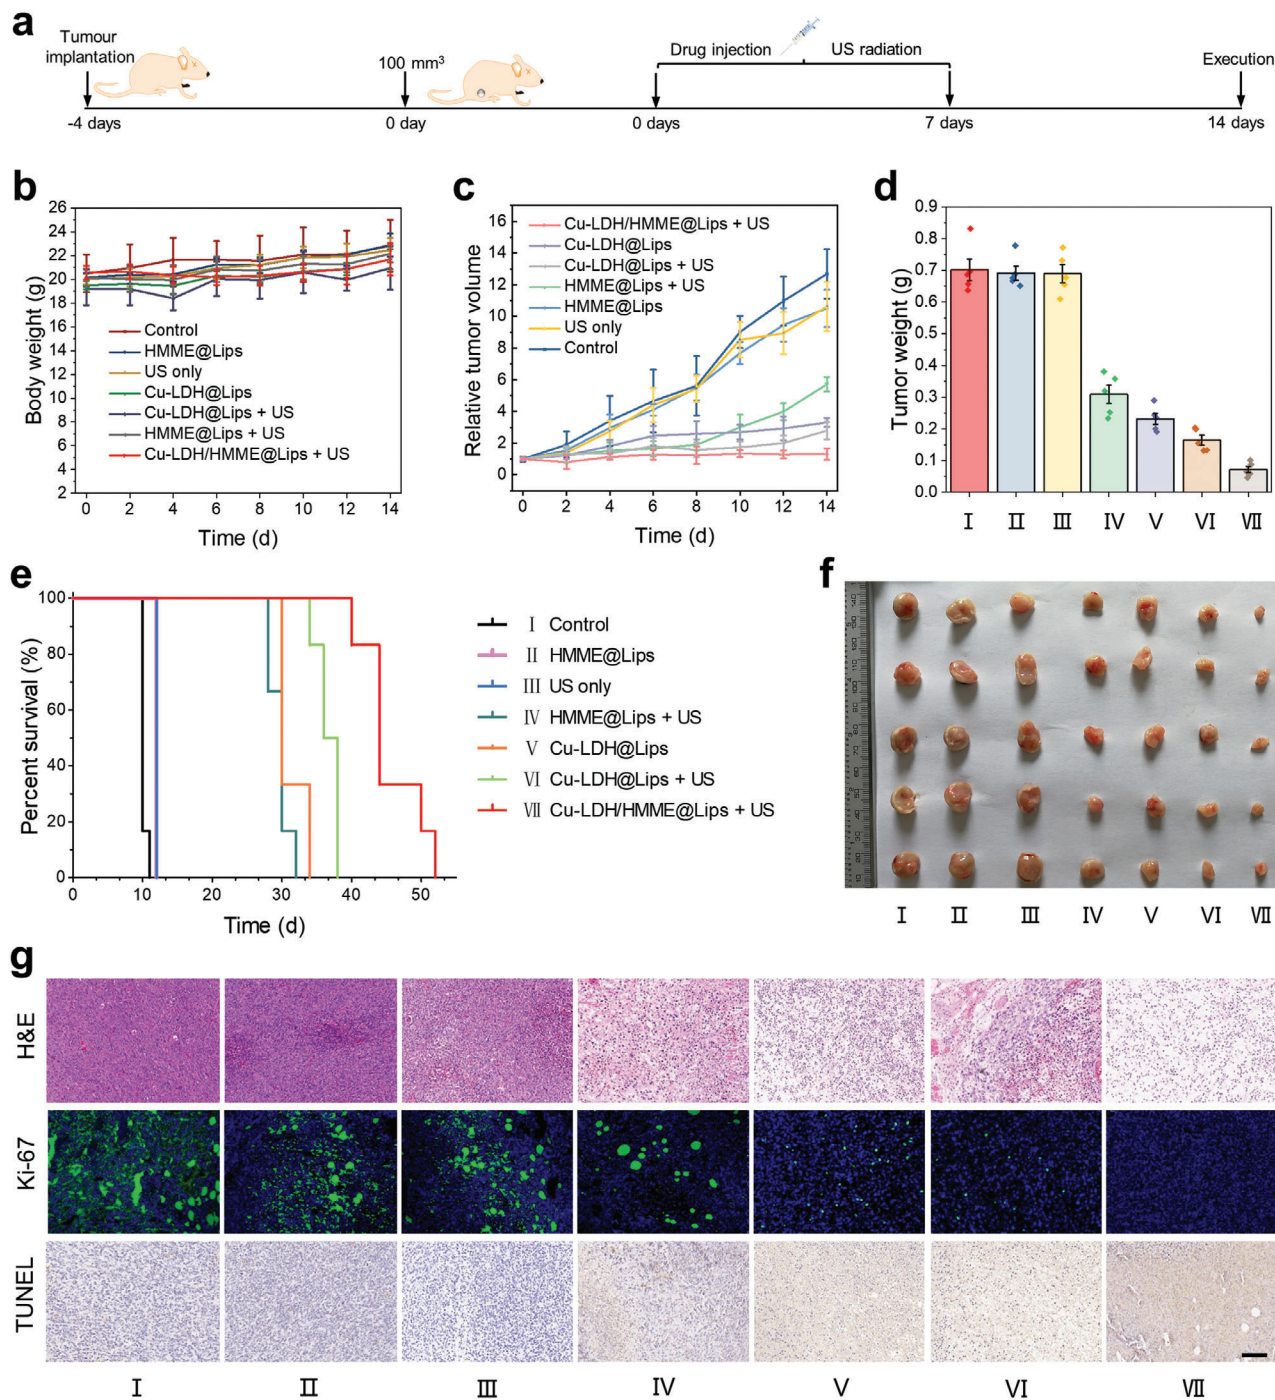 a
Tumour
implantation
100 mm³
Drug injection
US radiation
Execution
-4 days
0 day
0 days
7 days
14 days
b
Body weight (g)
26
24
22
20
18
16
14
12
10
8
6
4
2
Control
HMME@Lips
US only
Cu-LDH@Lips
Cu-LDH@Lips + US
HMME@Lips + US
Cu-LDH/HMME@Lips + US
0 2 4 6 8 10 12 14
Time (d)
c
Relative tumor volume
16
14
12
10
8
6
4
2
0
Cu-LDH/HMME@Lips + US
Cu-LDH@Lips
Cu-LDH@Lips + US
HMME@Lips + US
HMME@Lips
US only
Control
0 2 4 6 8 10 12 14
Time (d)
d
Tumor weight (g)
0.9
0.8
0.7
0.6
0.5
0.4
0.3
0.2
0.1
0.0
I II III IV V VI VII
e
Percent survival (%)
100
80
60
40
20
0
0 10 20 30 40 50
Time (d)
I Control
II HMME@Lips
III US only
IV HMME@Lips + US
V Cu-LDH@Lips
VI Cu-LDH@Lips + US
VII Cu-LDH/HMME@Lips + US
f
I II III IV V VI VII
g
H&E
Ki-67
TUNEL
I II III IV V VI VII